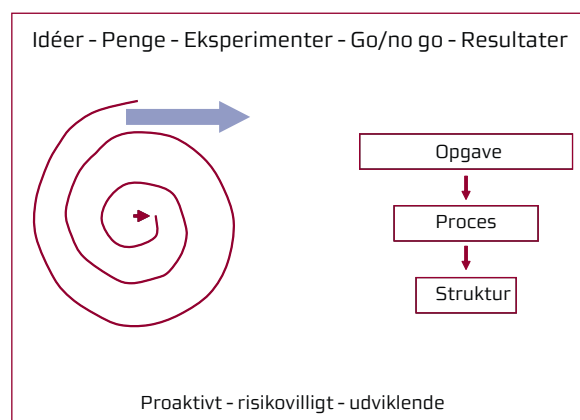 Idéer - Penge - Eksperimenter - Go/no go - Resultater
Opgave
Proces
Struktur
Proaktivt - risikovilligt - udviklende